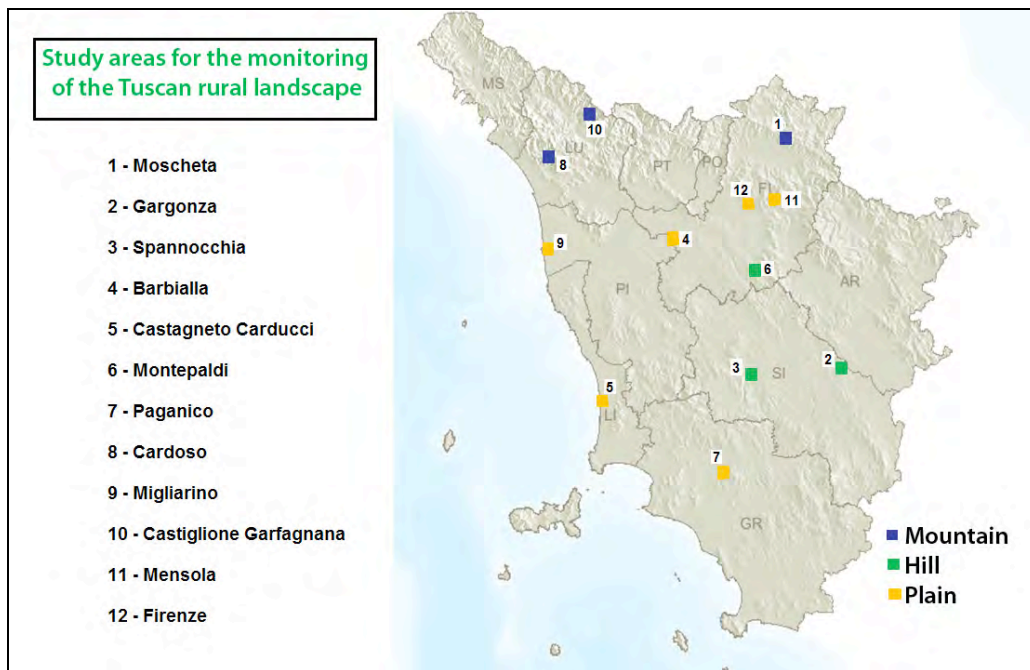 Study areas for the monitoring
of the Tuscan rural landscape
1 - Moscheta
2 - Gargonza
3 - Spannocchia
4 - Barbialla
5 - Castagneto Carducci
6 - Montepaldi
7 - Paganico
8 - Cardoso
9 - Migliarino
10 - Castiglione Garfagnana
11 - Mensola
12 - Firenze
MS
10
LU
8
PT
PO
1
FI
12
11
9
4
6
PI
AR
3
SI
2
5
LI
7
GR
Mountain
Hill
Plain